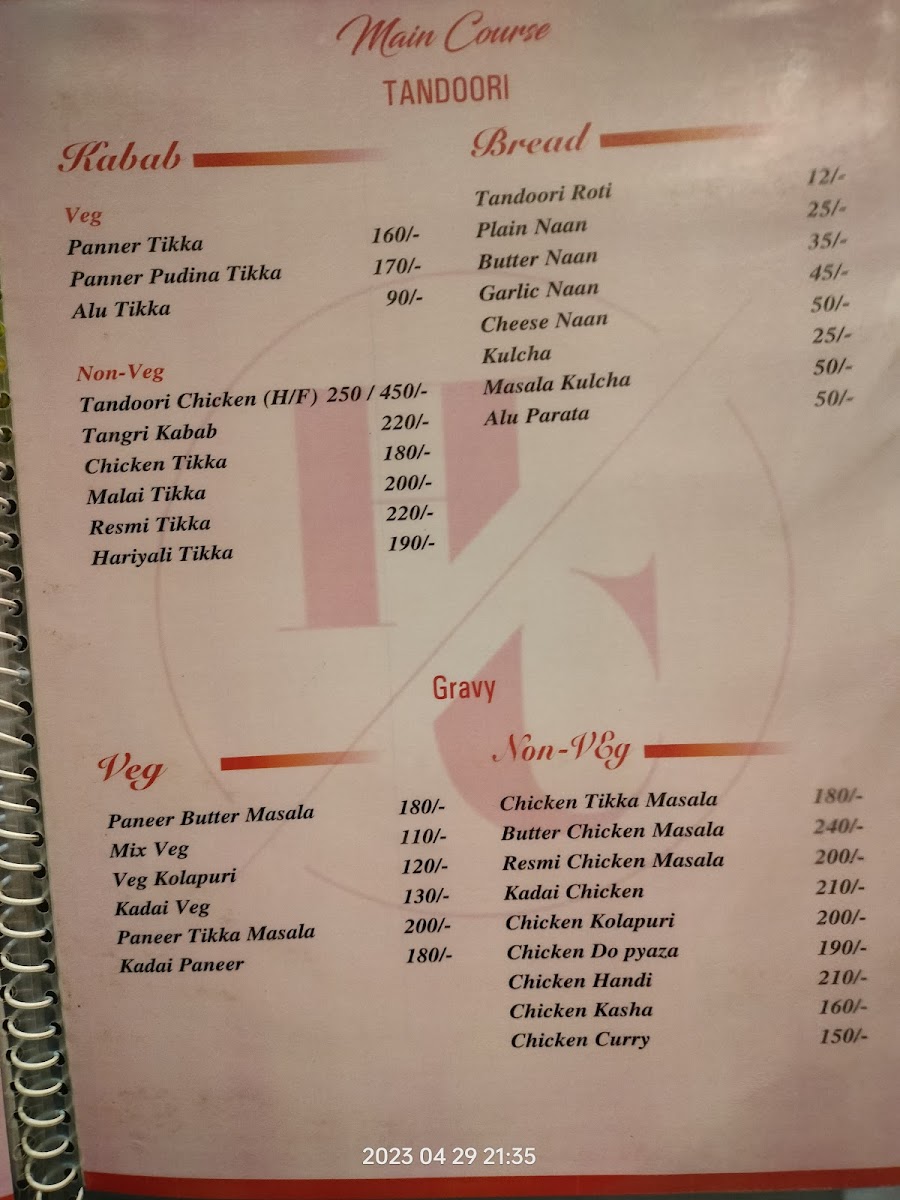 Main Course
TANDOORI
Kabab
Veg
Panner Tikka 160/-
Panner Pudina Tikka 170/-
Alu Tikka 90/-
Non-Veg
Tandoori Chicken (H/F) 250 / 450/-
Tangri Kabab 220/-
Chicken Tikka 180/-
Malai Tikka 200/-
Resmi Tikka 220/-
Hariyali Tikka 190/-
Bread
Tandoori Roti 12/-
Plain Naan 25/-
Butter Naan 35/-
Garlic Naan 45/-
Cheese Naan 50/-
Kulcha 25/-
Masala Kulcha 50/-
Alu Parata 50/-
Gravy
Veg
Paneer Butter Masala 180/-
Mix Veg 110/-
Veg Kolapuri 120/-
Kadai Veg 130/-
Paneer Tikka Masala 200/-
Kadai Paneer 180/-
Non-VEg
Chicken Tikka Masala 180/-
Butter Chicken Masala 240/-
Resmi Chicken Masala 200/-
Kadai Chicken 210/-
Chicken Kolapuri 200/-
Chicken Do pyaza 190/-
Chicken Handi 210/-
Chicken Kasha 160/-
Chicken Curry 150/-
2023 04 29 21:35